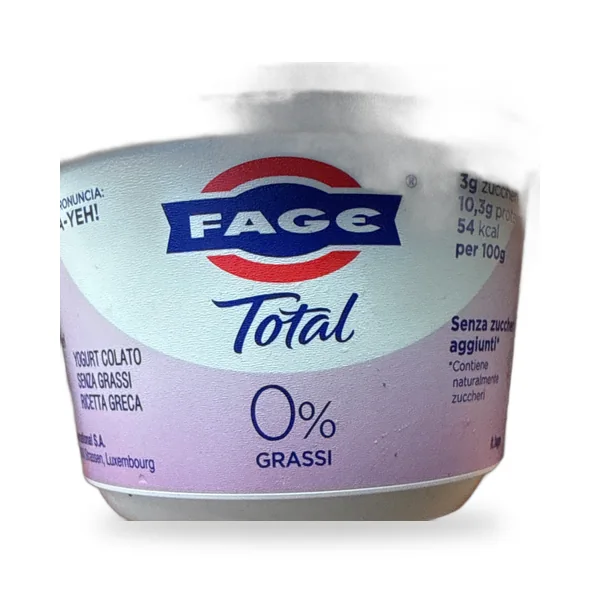 A-YEH!
FAGE
®
Total
0%
GRASSI
YOGURT COLATO
SENZA GRASSI
RICETTA GRECA
S.A.
Luxembourg
3g
10,3g
54 kcal
per 100g
Senza
aggiunti*
*Contiene
naturalmente
zuccheri